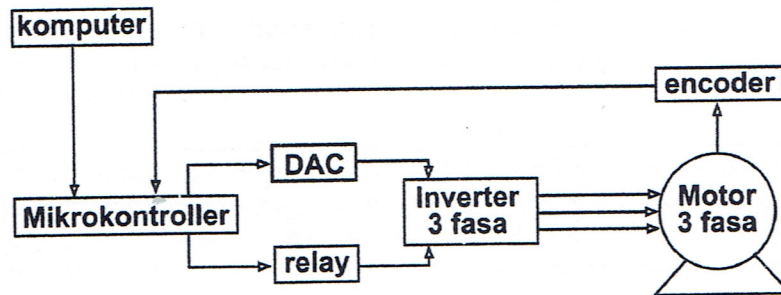 komputer
encoder
DAC
Mikrokontroller
Inverter
3 fasa
Motor
3 fasa
relay